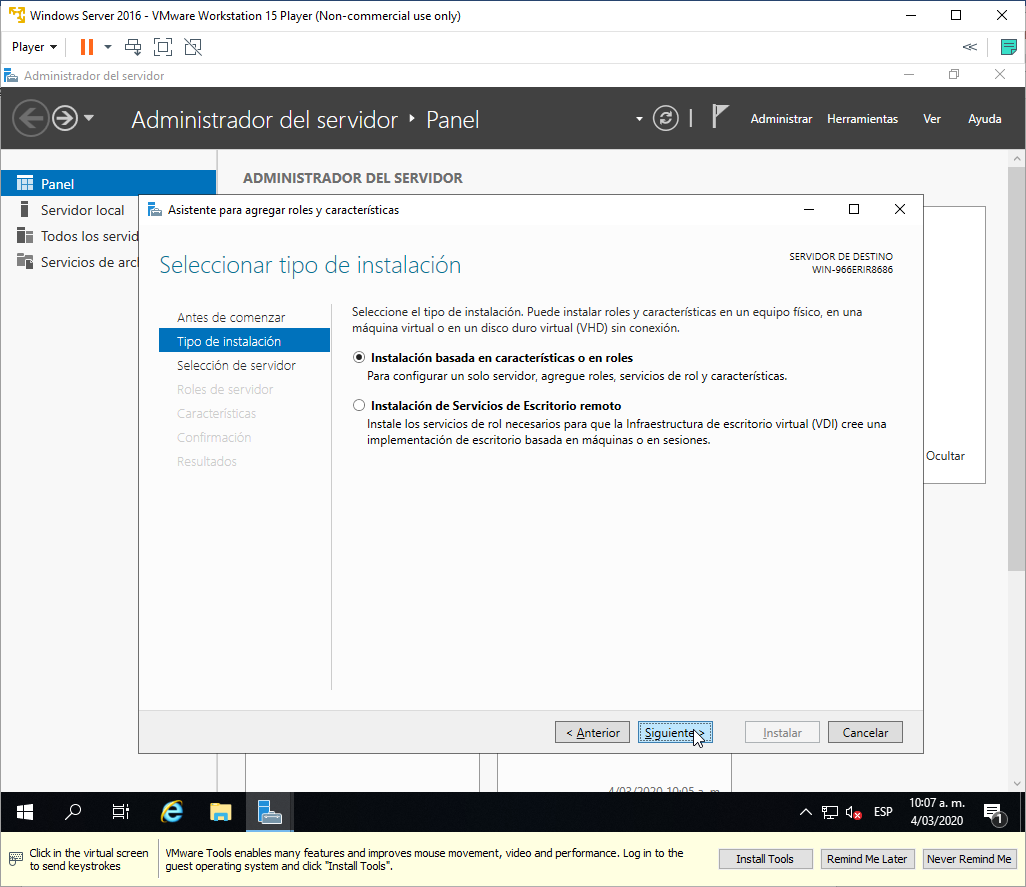 Windows Server 2016 - VMware Workstation 15 Player (Non-commercial use only)
Player
Administrador del servidor
Administrador del servidor
Panel
Administrar
Herramientas
Ver
Ayuda
Panel
Servidor local
Todos los servid
Servicios de arcl
ADMINISTRADOR DEL SERVIDOR
Asistente para agregar roles y características
Seleccionar tipo de instalación
SERVIDOR DE DESTINO
WIN-966ERIR8686
Antes de comenzar
Tipo de instalación
Selección de servidor
Roles de servidor
Características
Confirmación
Resultados
Seleccione el tipo de instalación. Puede instalar roles y características en un equipo físico, en una
máquina virtual o en un disco duro virtual (VHD) sin conexión.
Instalación basada en características o en roles
Para configurar un solo servidor, agregue roles, servicios de rol y características.
Instalación de Servicios de Escritorio remoto
Instale los servicios de rol necesarios para que la Infraestructura de escritorio virtual (VDI) cree una
implementación de escritorio basada en máquinas o en sesiones.
Ocultar
< Anterior
Siguiente >
Instalar
Cancelar
4/03/2020 10:05 a. m.
ESP
10:07 a. m.
4/03/2020
1
Click in the virtual screen
to send keystrokes
VMware Tools enables many features and improves mouse movement, video and performance. Log in to the
guest operating system and click "Install Tools".
Install Tools
Remind Me Later
Never Remind Me